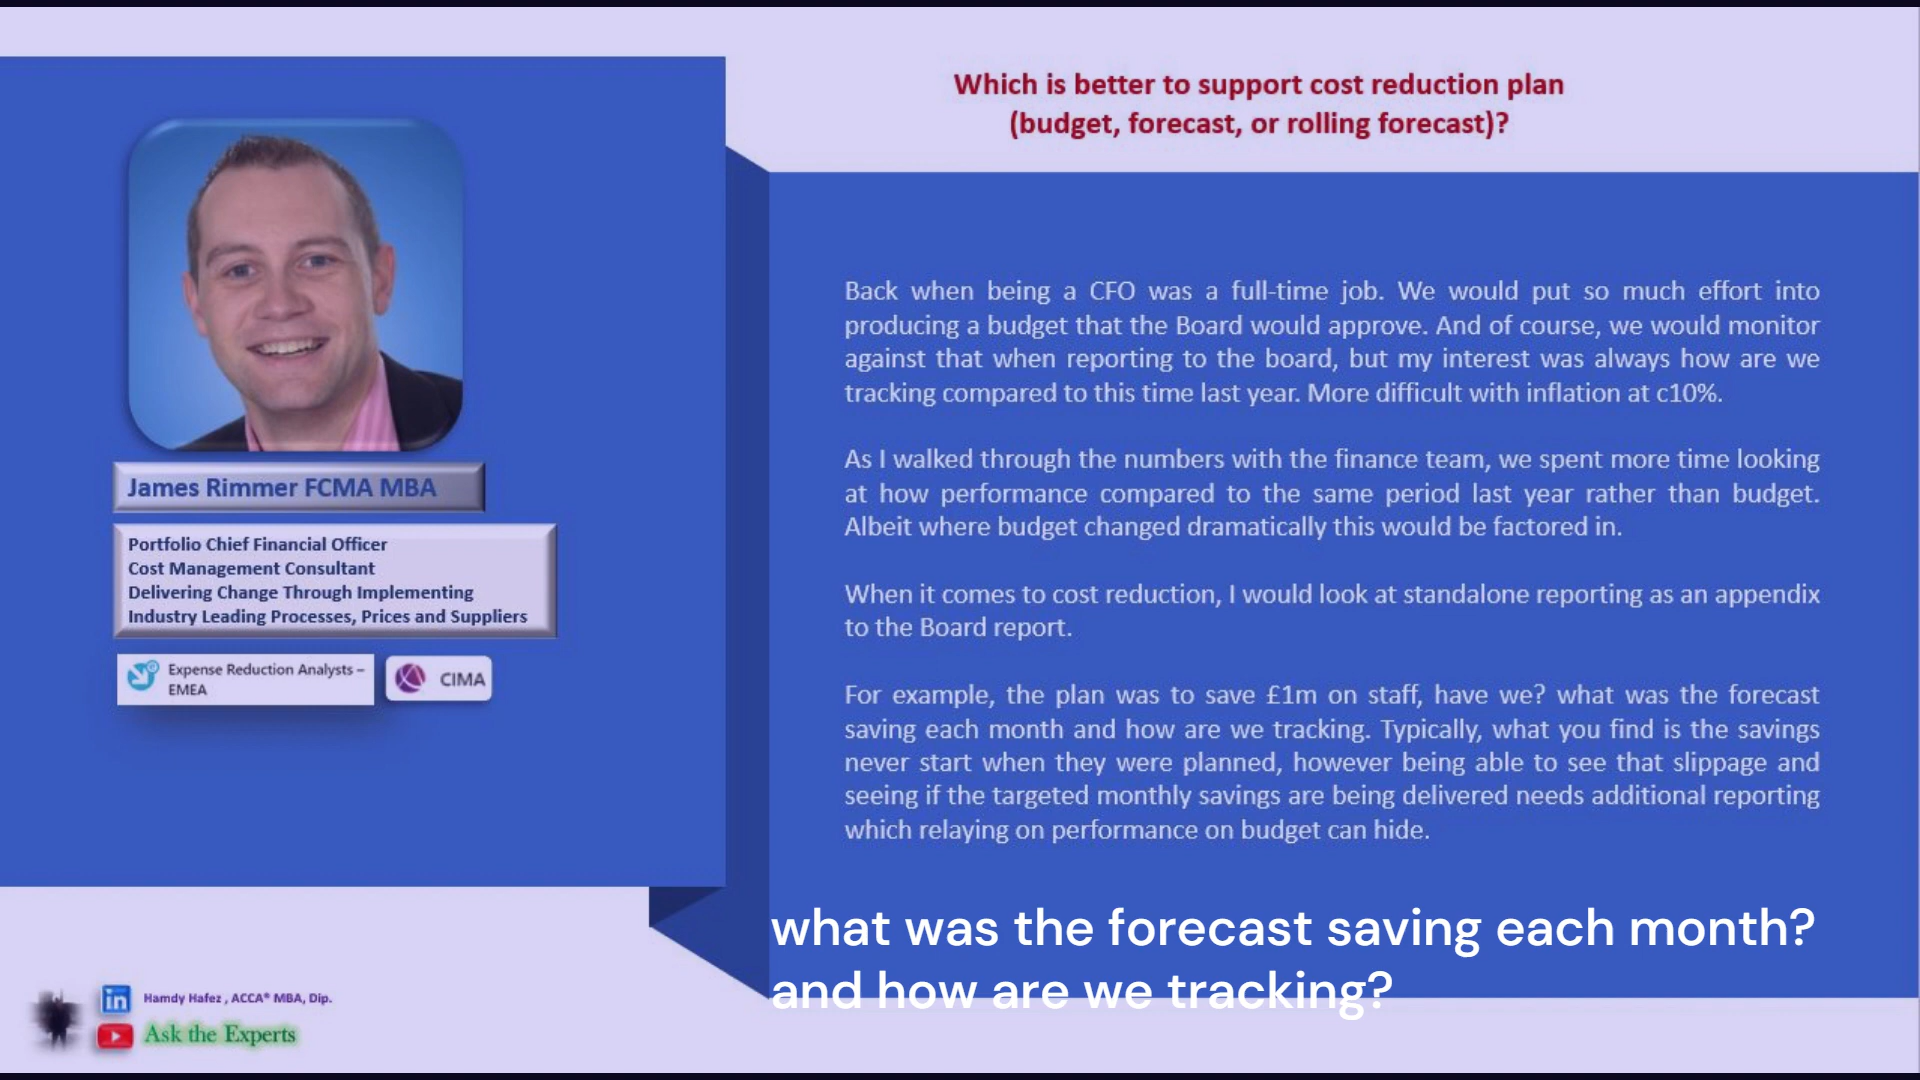 Which is better to support cost reduction plan
(budget, forecast, or rolling forecast)?
James Rimmer FCMA MBA
Portfolio Chief Financial Officer
Cost Management Consultant
Delivering Change Through Implementing
Industry Leading Processes, Prices and Suppliers
Expense Reduction Analysts –
EMEA
CIMA
Back when being a CFO was a full-time job. We would put so much effort into
producing a budget that the Board would approve. And of course, we would monitor
against that when reporting to the board, but my interest was always how are we
tracking compared to this time last year. More difficult with inflation at c10%.
As I walked through the numbers with the finance team, we spent more time looking
at how performance compared to the same period last year rather than budget.
Albeit where budget changed dramatically this would be factored in.
When it comes to cost reduction, I would look at standalone reporting as an appendix
to the Board report.
For example, the plan was to save £1m on staff, have we? what was the forecast
saving each month and how are we tracking. Typically, what you find is the savings
never start when they were planned, however being able to see that slippage and
seeing if the targeted monthly savings are being delivered needs additional reporting
which relaying on performance on budget can hide.
what was the forecast saving each month?
and how are we tracking?
in
Hamdy Hafez , ACCA® MBA, Dip.
Ask the Experts